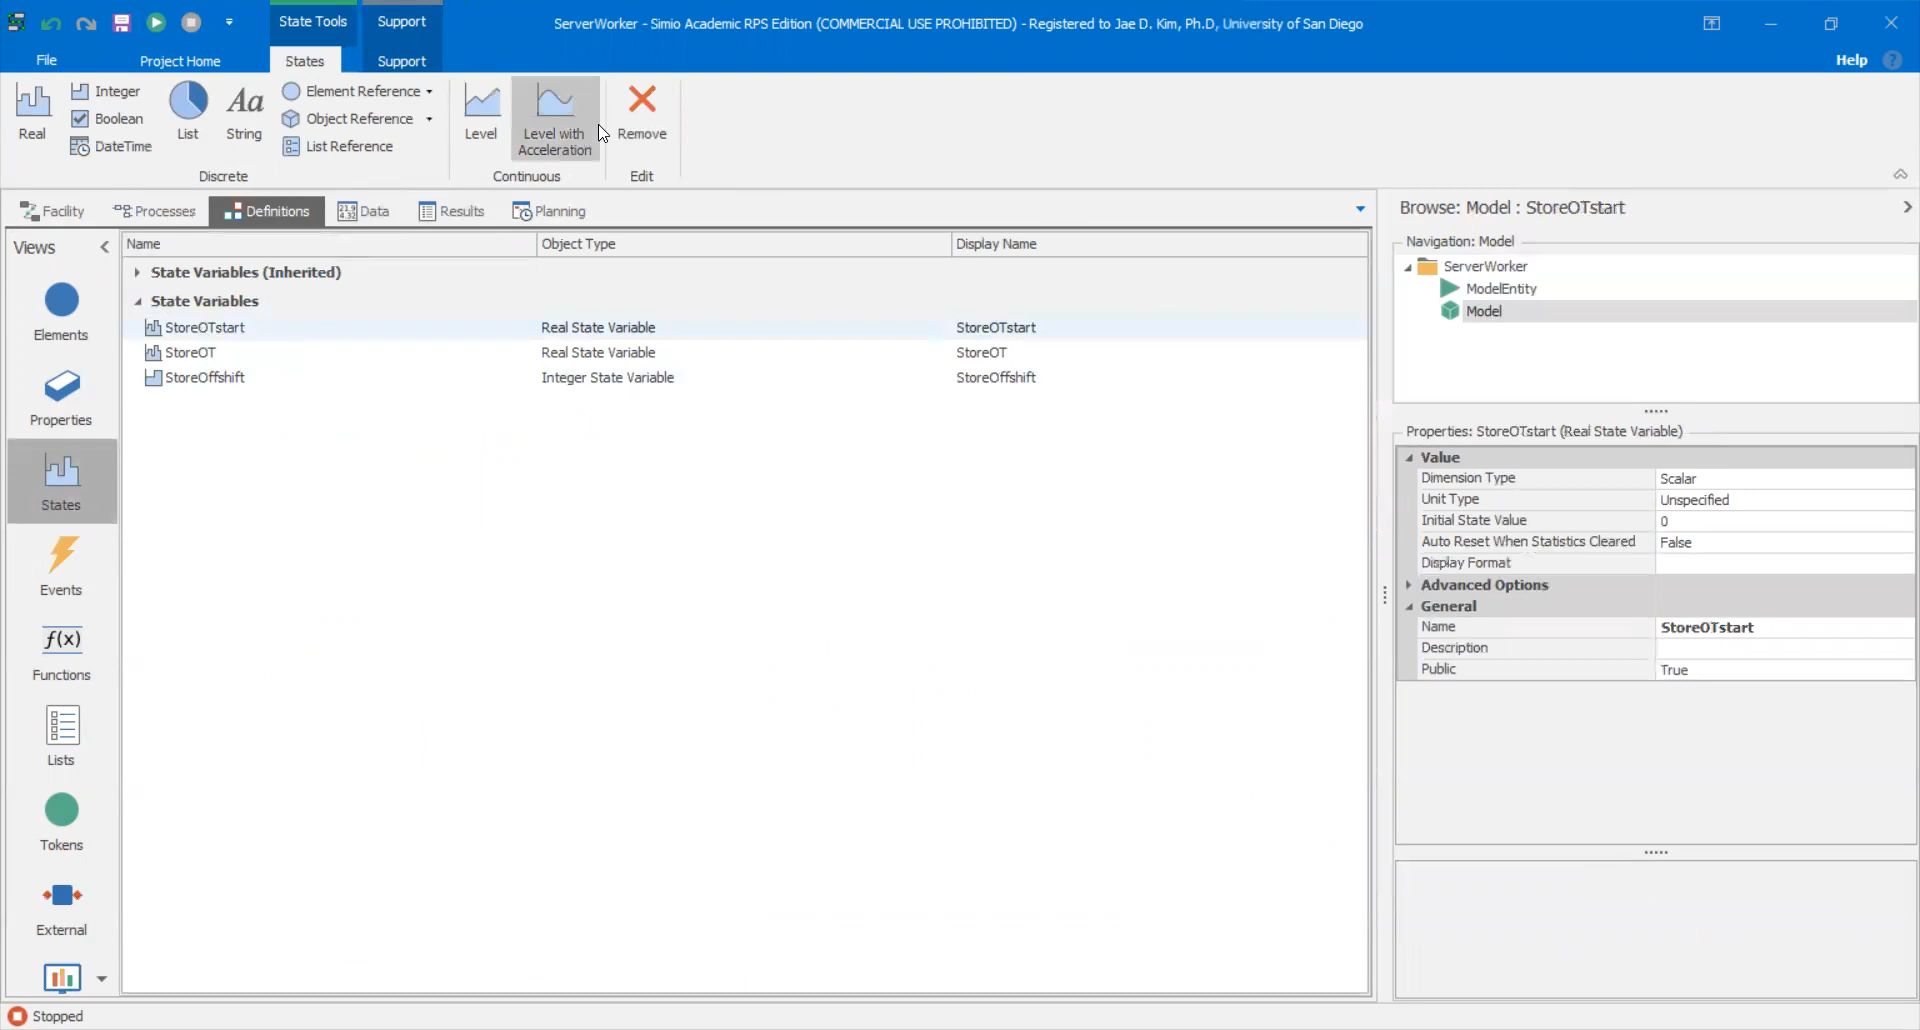 State Tools
Support
ServerWorker - Simio Academic RPS Edition (COMMERCIAL USE PROHIBITED) - Registered to Jae D. Kim, Ph.D, University of San Diego
File
Project Home
States
Support
Help
?
Real
Integer
Boolean
DateTime
List
Aa
String
Element Reference
Object Reference
List Reference
Discrete
Level
Level with
Acceleration
Continuous
Remove
Edit
Facility
Processes
Definitions
Data
Results
Planning
Browse: Model : StoreOTstart
Views
Name
Object Type
Display Name
State Variables (Inherited)
State Variables
StoreOTstart
Real State Variable
StoreOTstart
StoreOT
Real State Variable
StoreOT
StoreOffshift
Integer State Variable
StoreOffshift
Elements
Properties
States
Events
f(x)
Functions
Lists
Tokens
External
Navigation: Model
ServerWorker
ModelEntity
Model
Properties: StoreOTstart (Real State Variable)
Value
Dimension Type
Scalar
Unit Type
Unspecified
Initial State Value
0
Auto Reset When Statistics Cleared
False
Display Format
Advanced Options
General
Name
StoreOTstart
Description
Public
True
Stopped